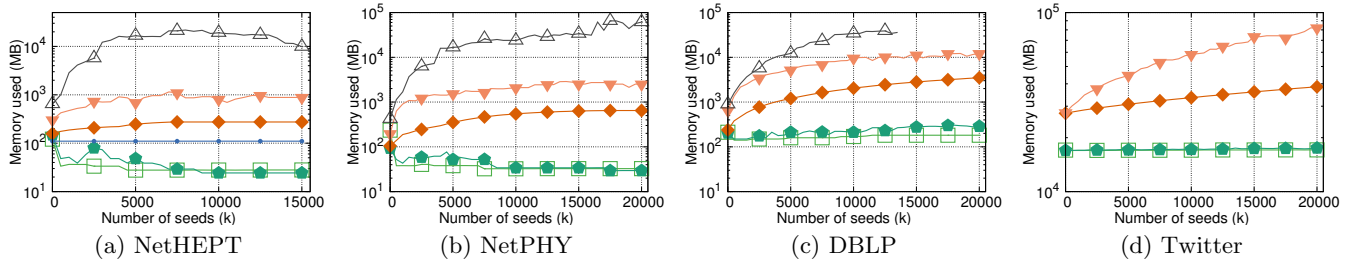 Memory used (MB)
10^4
10^3
10^2
10^1
0
5000
10000
15000
Number of seeds (k)
(a) NetHEPT
Memory used (MB)
10^5
10^4
10^3
10^2
10^1
0
5000
10000
15000
20000
Number of seeds (k)
(b) NetPHY
Memory used (MB)
10^5
10^4
10^3
10^2
10^1
0
5000
10000
15000
20000
Number of seeds (k)
(c) DBLP
Memory used (MB)
10^5
10^4
0
5000
10000
15000
20000
Number of seeds (k)
(d) Twitter